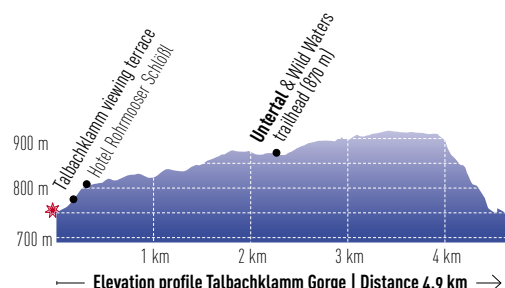 Talbachklamm viewing terrace
Hotel Rohrmooser Schlößl
Untertal & Wild Waters
trailhead (870 m)
900 m
800 m
700 m
1 km
2 km
3 km
4 km
Elevation profile Talbachklamm Gorge | Distance 4,9 km